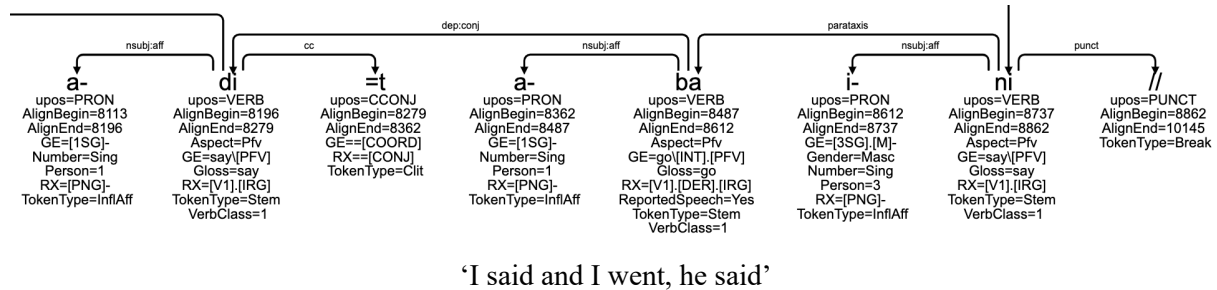 dep:conj parataxis
nsubj:aff cc nsubj:aff nsubj:aff punct
a- di =t a- ba i- ni //
upos=PRON upos=VERB upos=CCONJ upos=PRON upos=VERB upos=PRON upos=VERB upos=PUNCT
AlignBegin=8113 AlignBegin=8196 AlignBegin=8279 AlignBegin=8362 AlignBegin=8487 AlignBegin=8612 AlignBegin=8737 AlignBegin=8862
AlignEnd=8196 AlignEnd=8279 AlignEnd=8362 AlignEnd=8487 AlignEnd=8612 AlignEnd=8737 AlignEnd=8862 AlignEnd=10145
GE=[1SG]- Aspect=Pfv GE==[COORD] GE=[1SG]- Aspect=Pfv GE=[3SG].[M]- Aspect=Pfv TokenType=Break
Number=Sing GE=say\[PFV] RX==[CONJ] Number=Sing GE=go\[INT].[PFV] Gender=Masc GE=say\[PFV]
Person=1 Gloss=say TokenType=Clit Person=1 Gloss=go Number=Sing Gloss=say
RX=[PNG]- RX=[V1].[IRG] RX=[PNG]- RX=[V1].[DER].[IRG] Person=3 RX=[V1].[IRG]
TokenType=InflAff TokenType=Stem TokenType=InflAff ReportedSpeech=Yes RX=[PNG]- TokenType=Stem
VerbClass=1 TokenType=Stem TokenType=InflAff VerbClass=1
VerbClass=1
‘I said and I went, he said’